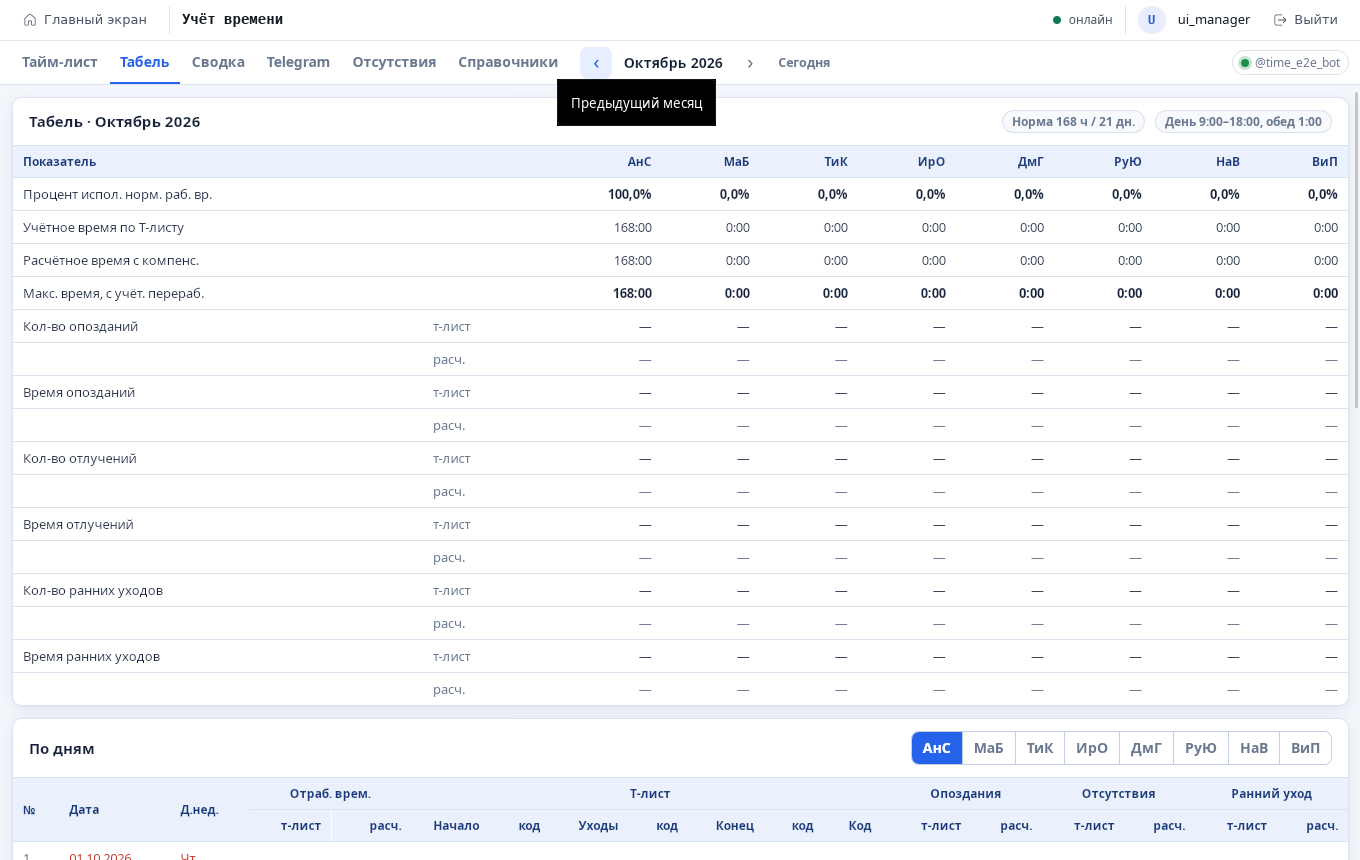 Главный экран Учёт времени онлайн U ui_manager Выйти
Тайм-лист Табель Сводка Telegram Отсутствия Справочники ‹ Октябрь 2026 › Сегодня @time_e2e_bot
Предыдущий месяц
Табель · Октябрь 2026 Норма 168 ч / 21 дн. День 9:00–18:00, обед 1:00
Показатель АнС МаБ ТиК ИрО ДмГ РуЮ НаВ ВиП
Процент испол. норм. раб. вр. 100,0% 0,0% 0,0% 0,0% 0,0% 0,0% 0,0% 0,0%
Учётное время по Т-листу 168:00 0:00 0:00 0:00 0:00 0:00 0:00 0:00
Расчётное время с компенс. 168:00 0:00 0:00 0:00 0:00 0:00 0:00 0:00
Макс. время, с учёт. перераб. 168:00 0:00 0:00 0:00 0:00 0:00 0:00 0:00
Кол-во опозданий т-лист — — — — — — — —
расч. — — — — — — — —
Время опозданий т-лист — — — — — — — —
расч. — — — — — — — —
Кол-во отлучений т-лист — — — — — — — —
расч. — — — — — — — —
Время отлучений т-лист — — — — — — — —
расч. — — — — — — — —
Кол-во ранних уходов т-лист — — — — — — — —
расч. — — — — — — — —
Время ранних уходов т-лист — — — — — — — —
расч. — — — — — — — —
По дням АнС МаБ ТиК ИрО ДмГ РуЮ НаВ ВиП
№ Дата Д.нед. Отраб. врем. Т-лист Опоздания Отсутствия Ранний уход
т-лист расч. Начало код Уходы код Конец код Код т-лист расч. т-лист расч. т-лист расч.
1 01.10.2026 Чт